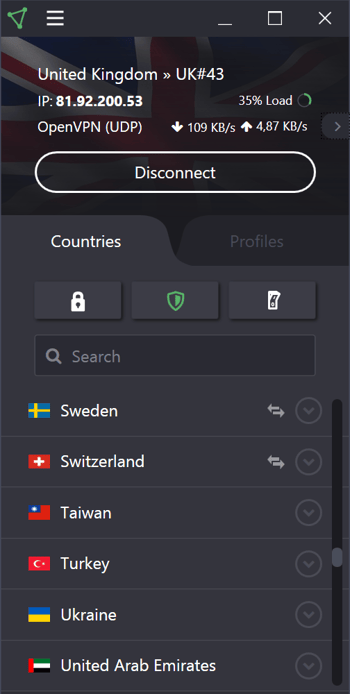 United Kingdom » UK#43
IP: 81.92.200.53 35% Load
OpenVPN (UDP) 109 KB/s 4,87 KB/s
Disconnect
Countries Profiles
Search
Sweden
Switzerland
Taiwan
Turkey
Ukraine
United Arab Emirates